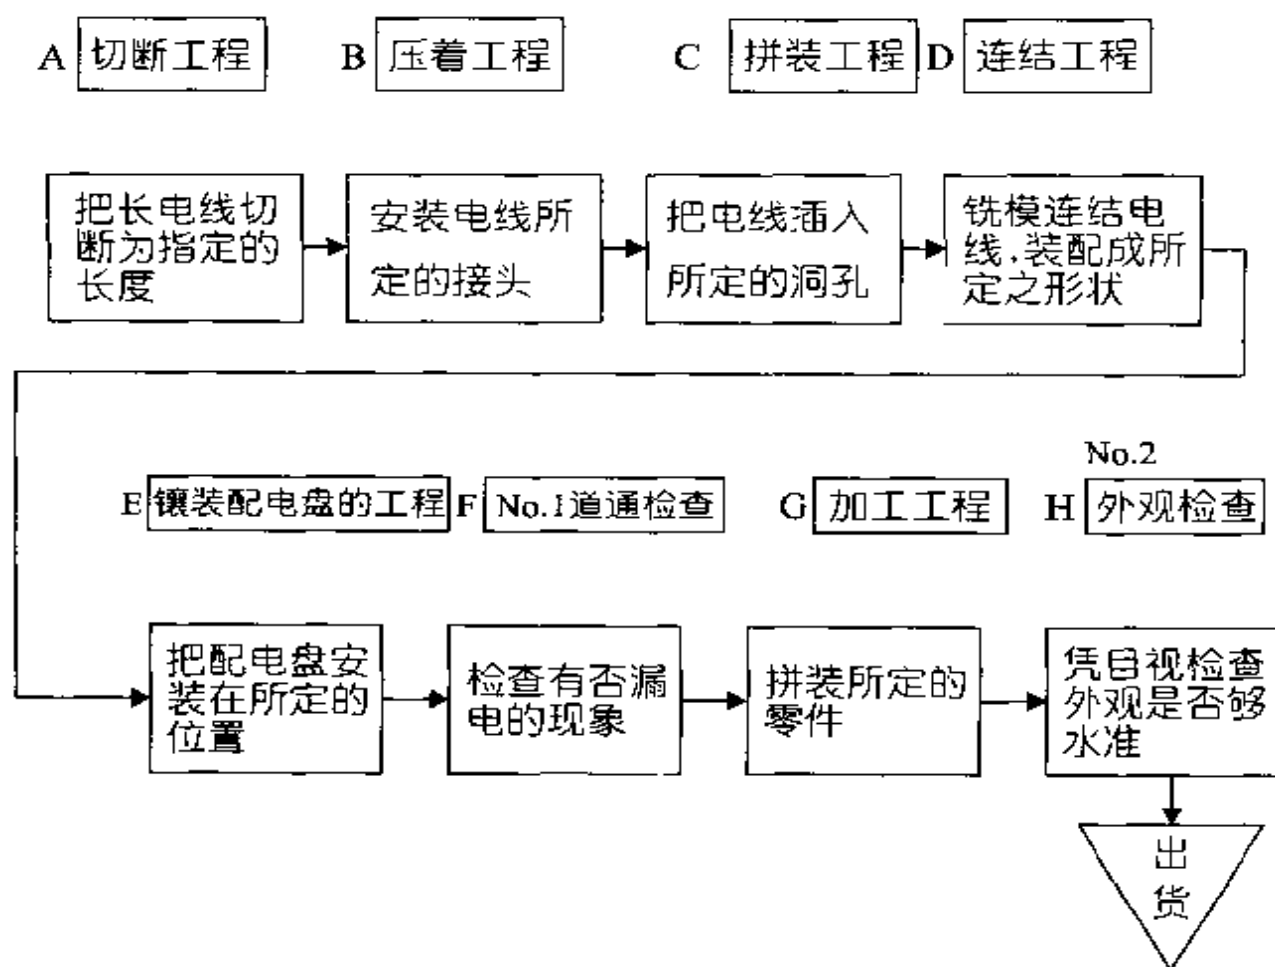 A 切断工程 B 压着工程 C 拼装工程 D 连结工程
把长电线切
断为指定的
长度
安装电线所
定的接头
把电线插入
所定的洞孔
铣模连结电
线,装配成所
定之形状
No.2
E 镶装配电盘的工程 F No.1道通检查 G 加工工程 H 外观检查
把配电盘安
装在所定的
位置
检查有否漏
电的现象
拼装所定的
零件
凭目视检查
外观是否够
水准
出
货